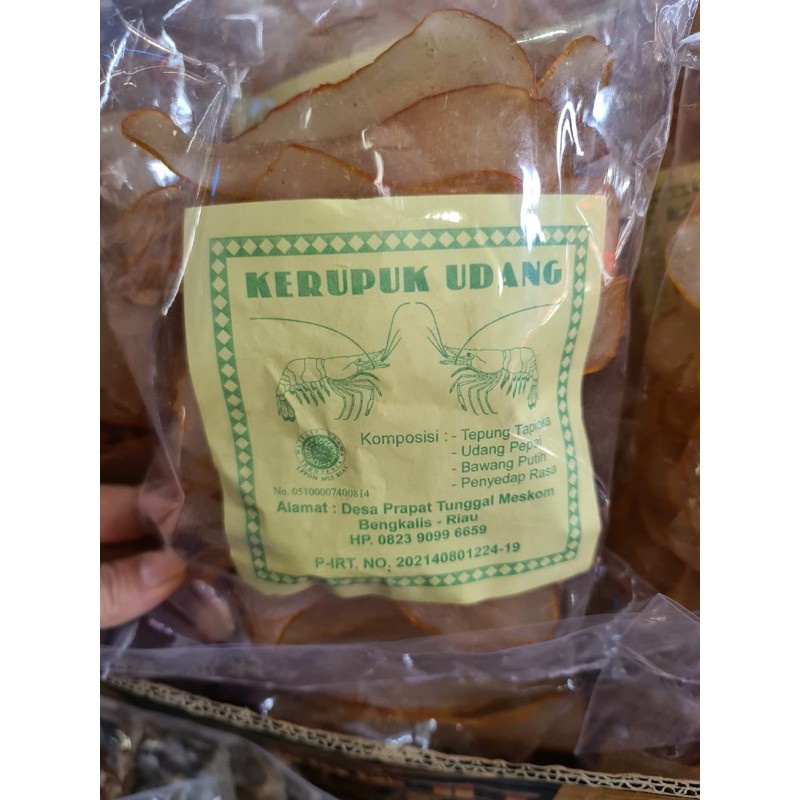 KERUPUK UDANG
Komposisi : - Tepung Tapioka
- Udang Pepai
- Bawang Putih
- Penyedap Rasa
No. 05100007400814
Alamat : Desa Prapat Tunggal Meskom
Bengkalis - Riau
HP. 0823 9099 6659
P-IRT. NO. 202140801224-19